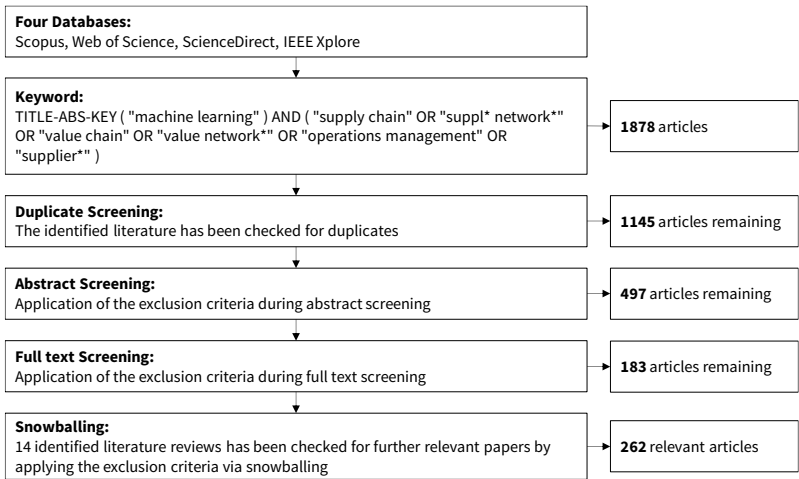 Four Databases:
Scopus, Web of Science, ScienceDirect, IEEE Xplore
Keyword:
TITLE-ABS-KEY ( "machine learning" ) AND ( "supply chain" OR "suppl* network*"
OR "value chain" OR "value network*" OR "operations management" OR
"supplier*" )
1878 articles
Duplicate Screening:
The identified literature has been checked for duplicates
1145 articles remaining
Abstract Screening:
Application of the exclusion criteria during abstract screening
497 articles remaining
Full text Screening:
Application of the exclusion criteria during full text screening
183 articles remaining
Snowballing:
14 identified literature reviews has been checked for further relevant papers by
applying the exclusion criteria via snowballing
262 relevant articles